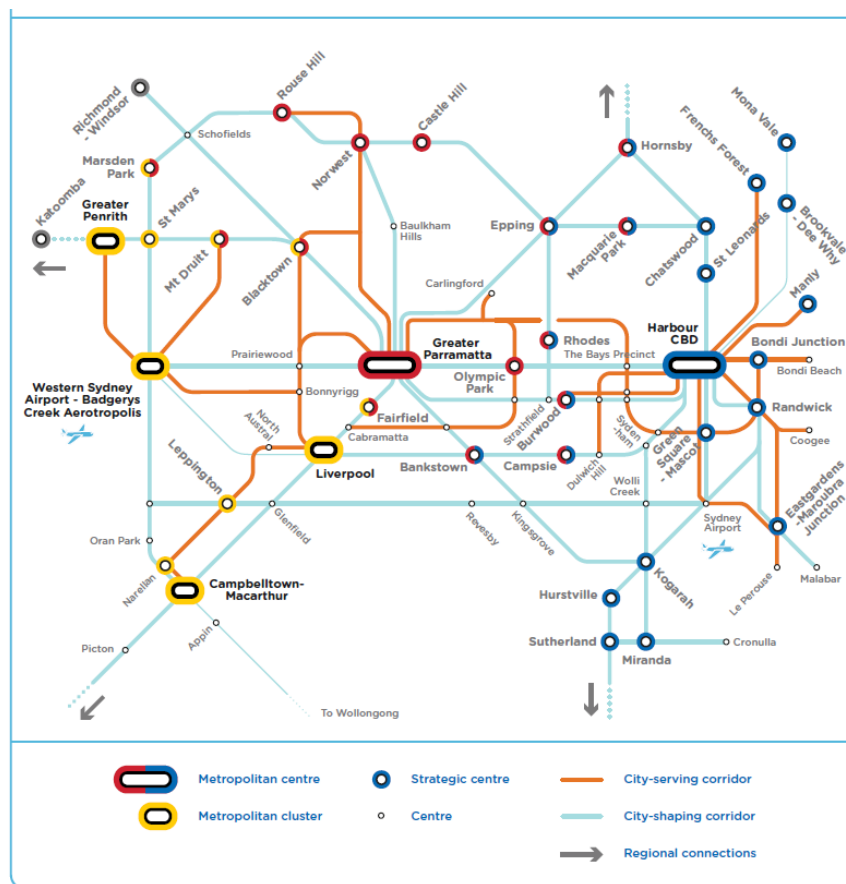 Rouse Hill
Richmond
- Windsor
Castle Hill
Mona Vale
Frenchs Forest
Schofields
Norwest
Hornsby
Marsden
Park
Katoomba
Greater
Penrith
St Marys
Baulkham
Hills
Epping
Macquarie
Park
Chatswood
St Leonards
Brookvale
- Dee Why
Mt Druitt
Blacktown
Carlingford
Manly
Harbour
CBD
Prairiewood
Greater
Parramatta
Rhodes
The Bays Precinct
Bondi Junction
Bondi Beach
Western Sydney
Airport - Badgerys
Creek Aerotropolis
Bonnyrigg
Olympic
Park
Fairfield
Strathfield
Burwood
Randwick
North
Austral
Cabramatta
Syden
-ham
Green
Square
- Mascot
Coogee
Leppington
Liverpool
Bankstown
Campsie
Dulwich
Hill
Wolli
Creek
Eastgardens
-Maroubra
Junction
Glenfield
Revesby
Kingsgrove
Sydney
Airport
Oran Park
Narellan
Campbelltown-
Macarthur
Kogarah
Le Perouse
Malabar
Hurstville
Appin
Picton
Sutherland
Miranda
Cronulla
To Wollongong
Metropolitan centre
Strategic centre
City-serving corridor
Metropolitan cluster
Centre
City-shaping corridor
Regional connections